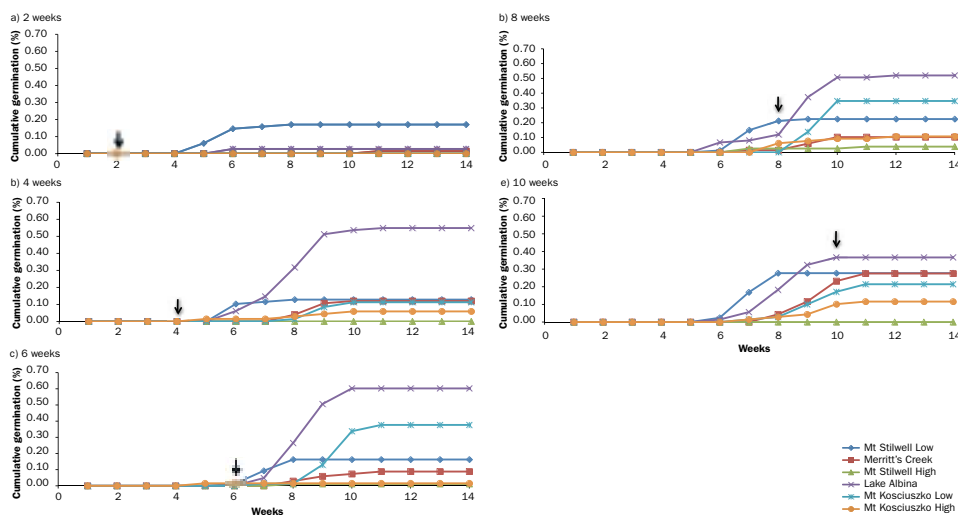 a) 2 weeks
Cumulative germination (%)
0.70
0.60
0.50
0.40
0.30
0.20
0.10
0.00
0 2 4 6 8 10 12 14
b) 4 weeks
Cumulative germination (%)
0.70
0.60
0.50
0.40
0.30
0.20
0.10
0.00
0 2 4 6 8 10 12 14
c) 6 weeks
Cumulative germination (%)
0.70
0.60
0.50
0.40
0.30
0.20
0.10
0.00
0 2 4 6 8 10 12 14
Weeks
b) 8 weeks
Cumulative germination (%)
0.70
0.60
0.50
0.40
0.30
0.20
0.10
0.00
0 2 4 6 8 10 12 14
e) 10 weeks
Cumulative germination (%)
0.70
0.60
0.50
0.40
0.30
0.20
0.10
0.00
0 2 4 6 8 10 12 14
Weeks
Mt Stilwell Low
Merritt's Creek
Mt Stilwell High
Lake Albina
Mt Kosciuszko Low
Mt Kosciuszko High